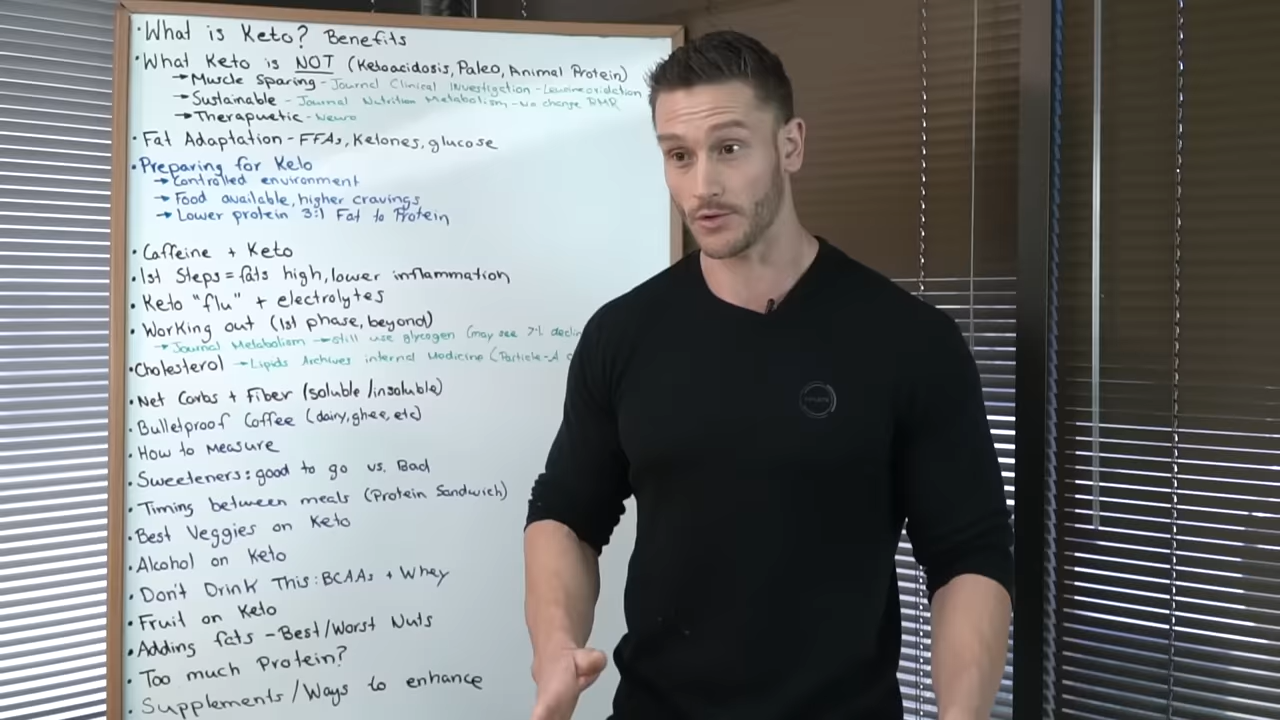 • What is Keto? Benefits
• What Keto is NOT (Ketoacidosis, Paleo, Animal Protein)
→ Muscle Sparing - Journal Clinical Investigation - Leucine oxidation
→ Sustainable - Journal Nutrition Metabolism - No change RMR
→ Therapuetic - Neuro
• Fat Adaptation - FFAs, Ketones, glucose
• Preparing for Keto
→ Controlled environment
→ Food available, higher cravings
→ Lower protein 3:1 Fat to Protein
• Caffeine + Keto
• 1st Steps = fats high, lower inflammation
• Keto "flu" + electrolytes
• Working out (1st phase, beyond)
→ Journal Metabolism → still use glycogen (may see 7% declin
• Cholesterol → Lipids Archives internal Medicine (Particle-A
• Net Carbs + Fiber (soluble/insoluble)
• Bulletproof Coffee (dairy, ghee, etc)
• How to Measure
• Sweeteners: good to go vs. Bad
• Timing between meals (Protein Sandwich)
• Best Veggies on Keto
• Alcohol on Keto
• Don't Drink This: BCAAs + Whey
• Fruit on Keto
• Adding fats - Best/Worst Nuts
• Too much Protein?
• Supplements/Ways to enhance